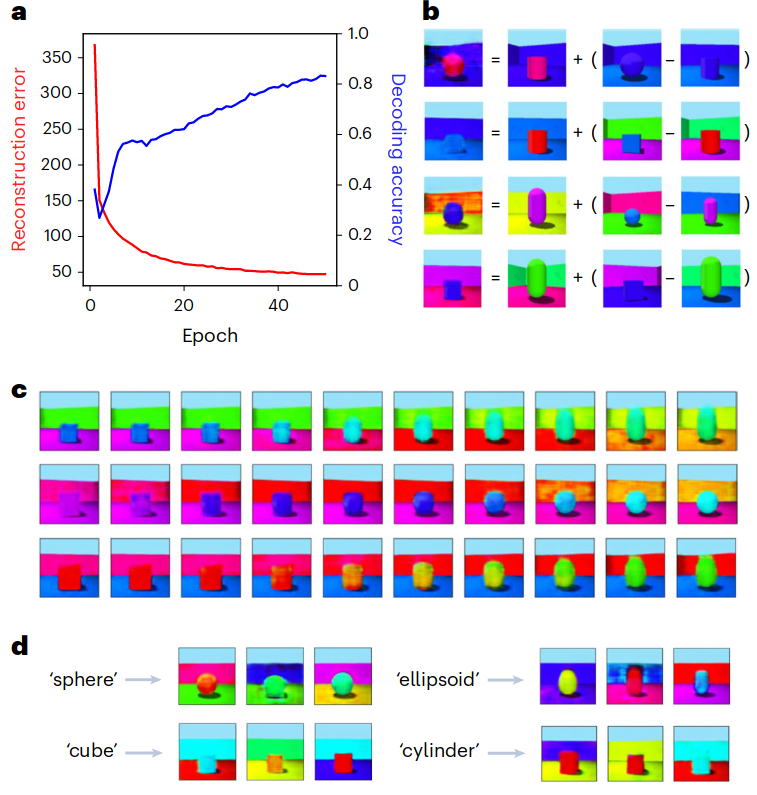 a
b
1.0
350
300
250
200
150
100
50
0.8
0.6
0.4
0.2
0
Reconstruction error
Decoding accuracy
0
20
40
Epoch
= + ( − )
= + ( − )
= + ( − )
= + ( − )
c
d
‘sphere’
‘ellipsoid’
‘cube’
‘cylinder’